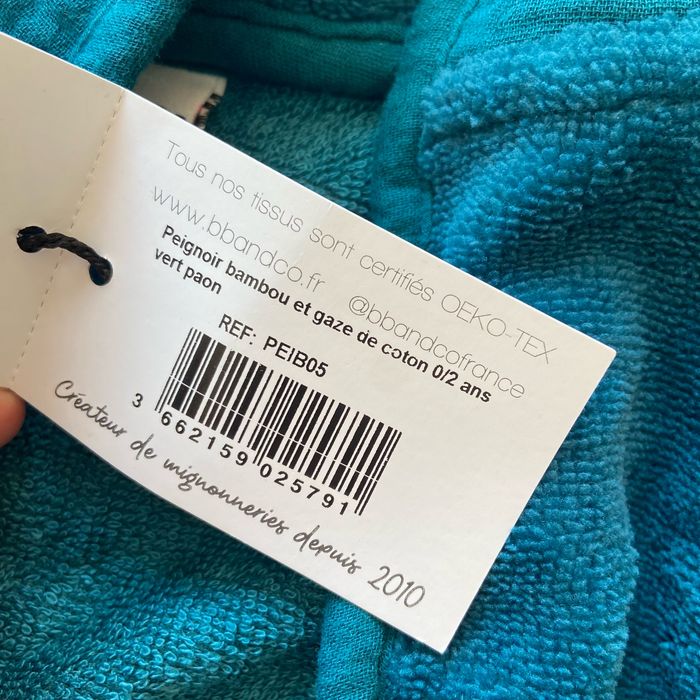 Tous nos tissus sont certifiés OEKO-TEX
www.bbandco.fr @bbandcofrance
Peignoir bambou et gaze de coton 0/2 ans
vert paon
REF: PEIB05
3 662159 025791
Créateur de mignonneries depuis 2010